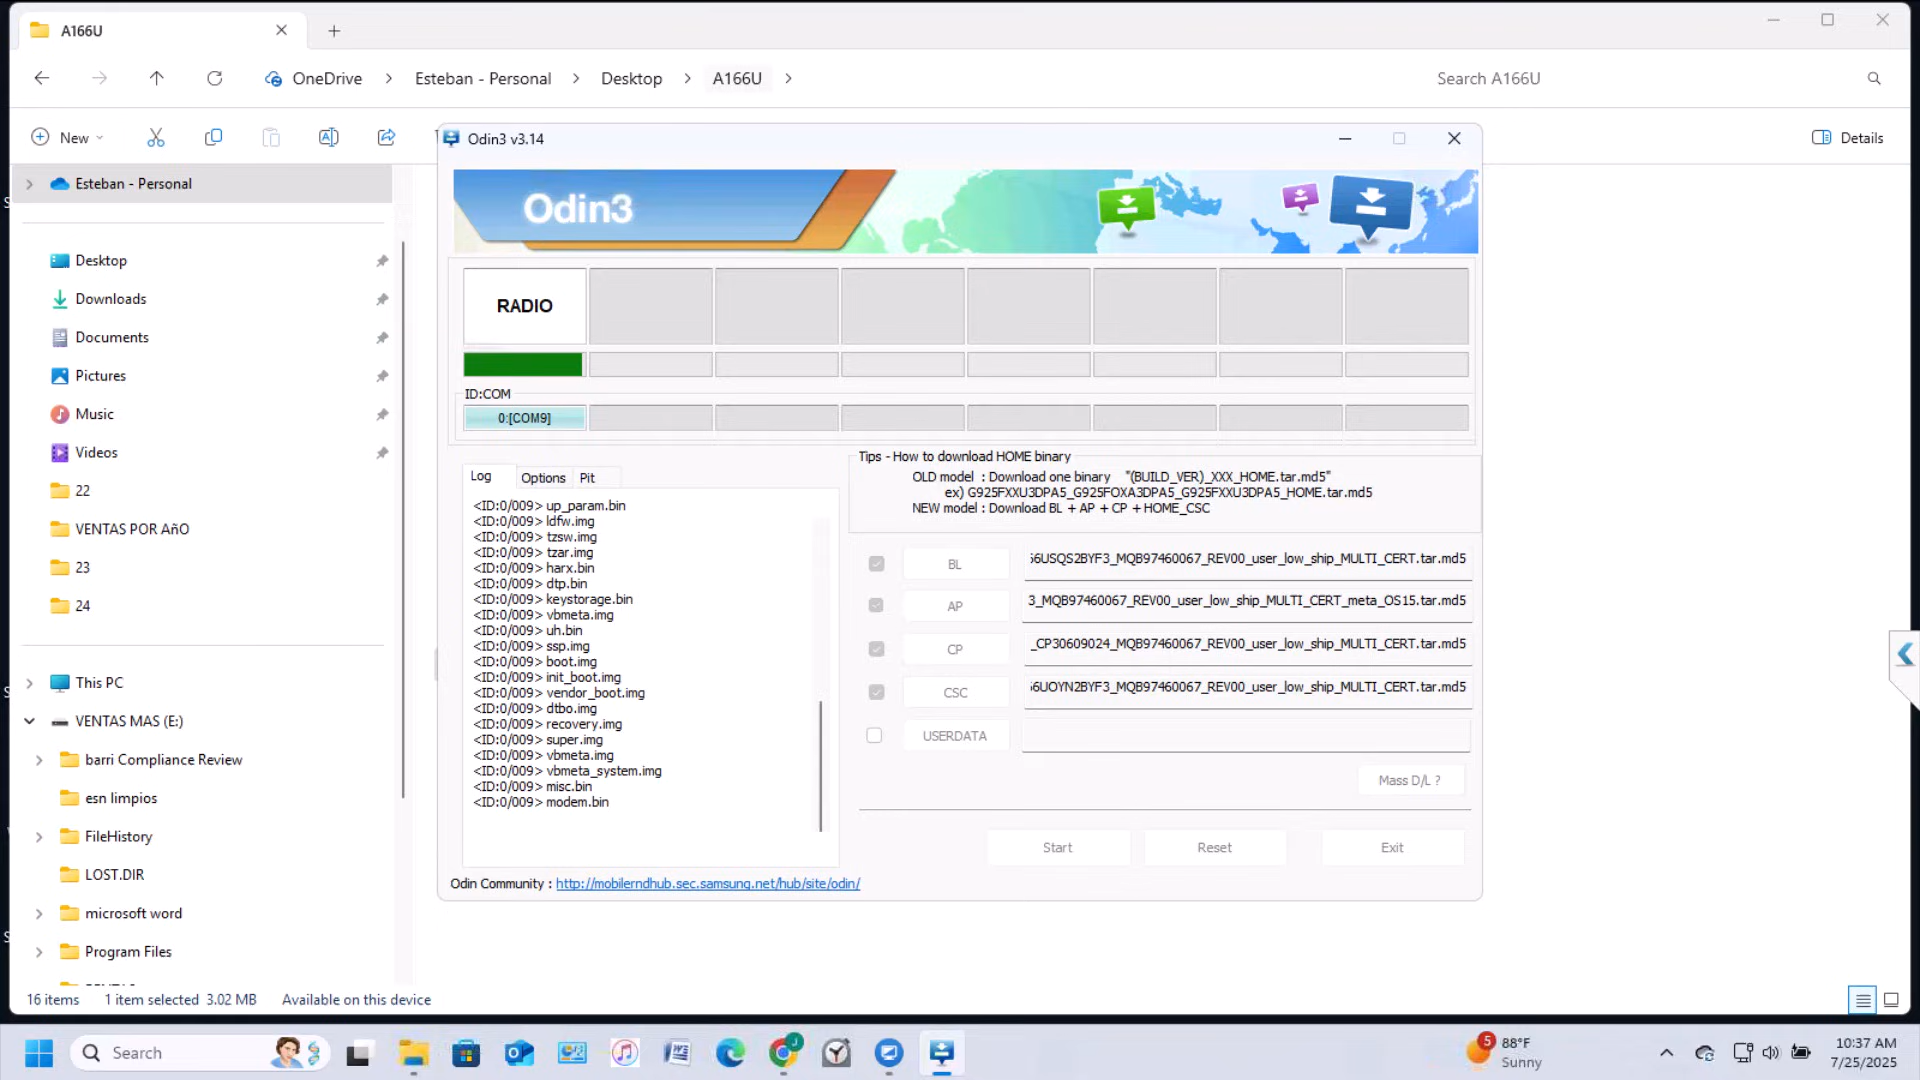 A166U
OneDrive
Esteban - Personal
Desktop
A166U
Search A166U
New
Details
Odin3 v3.14
Esteban - Personal
Odin3
Desktop
Downloads
Documents
Pictures
Music
Videos
22
VENTAS POR AñO
23
24
This PC
VENTAS MAS (E:)
barri Compliance Review
esn limpios
FileHistory
LOST.DIR
microsoft word
Program Files
RADIO
ID:COM
0:[COM9]
Log
Options
Pit
<ID:0/009> up_param.bin
<ID:0/009> ldfw.img
<ID:0/009> tzsw.img
<ID:0/009> tzar.img
<ID:0/009> harx.bin
<ID:0/009> dtp.bin
<ID:0/009> keystorage.bin
<ID:0/009> vbmeta.img
<ID:0/009> uh.bin
<ID:0/009> ssp.img
<ID:0/009> boot.img
<ID:0/009> init_boot.img
<ID:0/009> vendor_boot.img
<ID:0/009> dtbo.img
<ID:0/009> recovery.img
<ID:0/009> super.img
<ID:0/009> vbmeta.img
<ID:0/009> vbmeta_system.img
<ID:0/009> misc.bin
<ID:0/009> modem.bin
Tips - How to download HOME binary
OLD model : Download one binary "(BUILD_VER)_XXX_HOME.tar.md5"
ex) G925FXXU3DPA5_G925FOXA3DPA5_G925FXXU3DPA5_HOME.tar.md5
NEW model : Download BL + AP + CP + HOME_CSC
BL
6USQS2BYF3_MQB97460067_REV00_user_low_ship_MULTI_CERT.tar.md5
AP
3_MQB97460067_REV00_user_low_ship_MULTI_CERT_meta_OS15.tar.md5
CP
_CP30609024_MQB97460067_REV00_user_low_ship_MULTI_CERT.tar.md5
CSC
6UOYN2BYF3_MQB97460067_REV00_user_low_ship_MULTI_CERT.tar.md5
USERDATA
Mass D/L ?
Start
Reset
Exit
Odin Community : http://mobilerndhub.sec.samsung.net/hub/site/odin/
16 items
1 item selected 3.02 MB
Available on this device
Search
5
88°F
Sunny
10:37 AM
7/25/2025